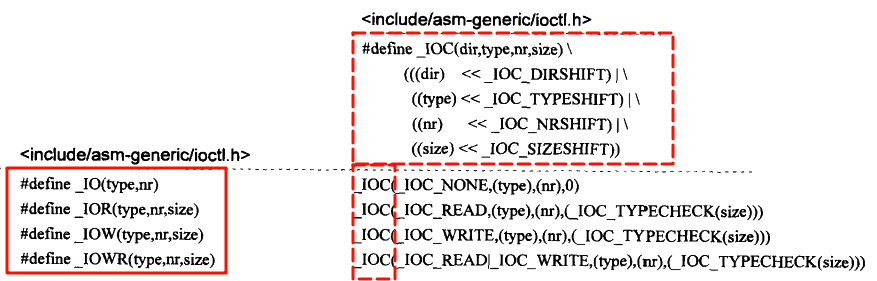 <include/asm-generic/ioctl.h>
#define _IOC(dir,type,nr,size) \
(((dir) << _IOC_DIRSHIFT) | \
((type) << _IOC_TYPESHIFT) | \
((nr) << _IOC_NRSHIFT) | \
((size) << _IOC_SIZESHIFT))
<include/asm-generic/ioctl.h>
#define _IO(type,nr) _IOC(_IOC_NONE,(type),(nr),0)
#define _IOR(type,nr,size) _IOC(_IOC_READ,(type),(nr),(_IOC_TYPECHECK(size)))
#define _IOW(type,nr,size) _IOC(_IOC_WRITE,(type),(nr),(_IOC_TYPECHECK(size)))
#define _IOWR(type,nr,size) _IOC(_IOC_READ|_IOC_WRITE,(type),(nr),(_IOC_TYPECHECK(size)))